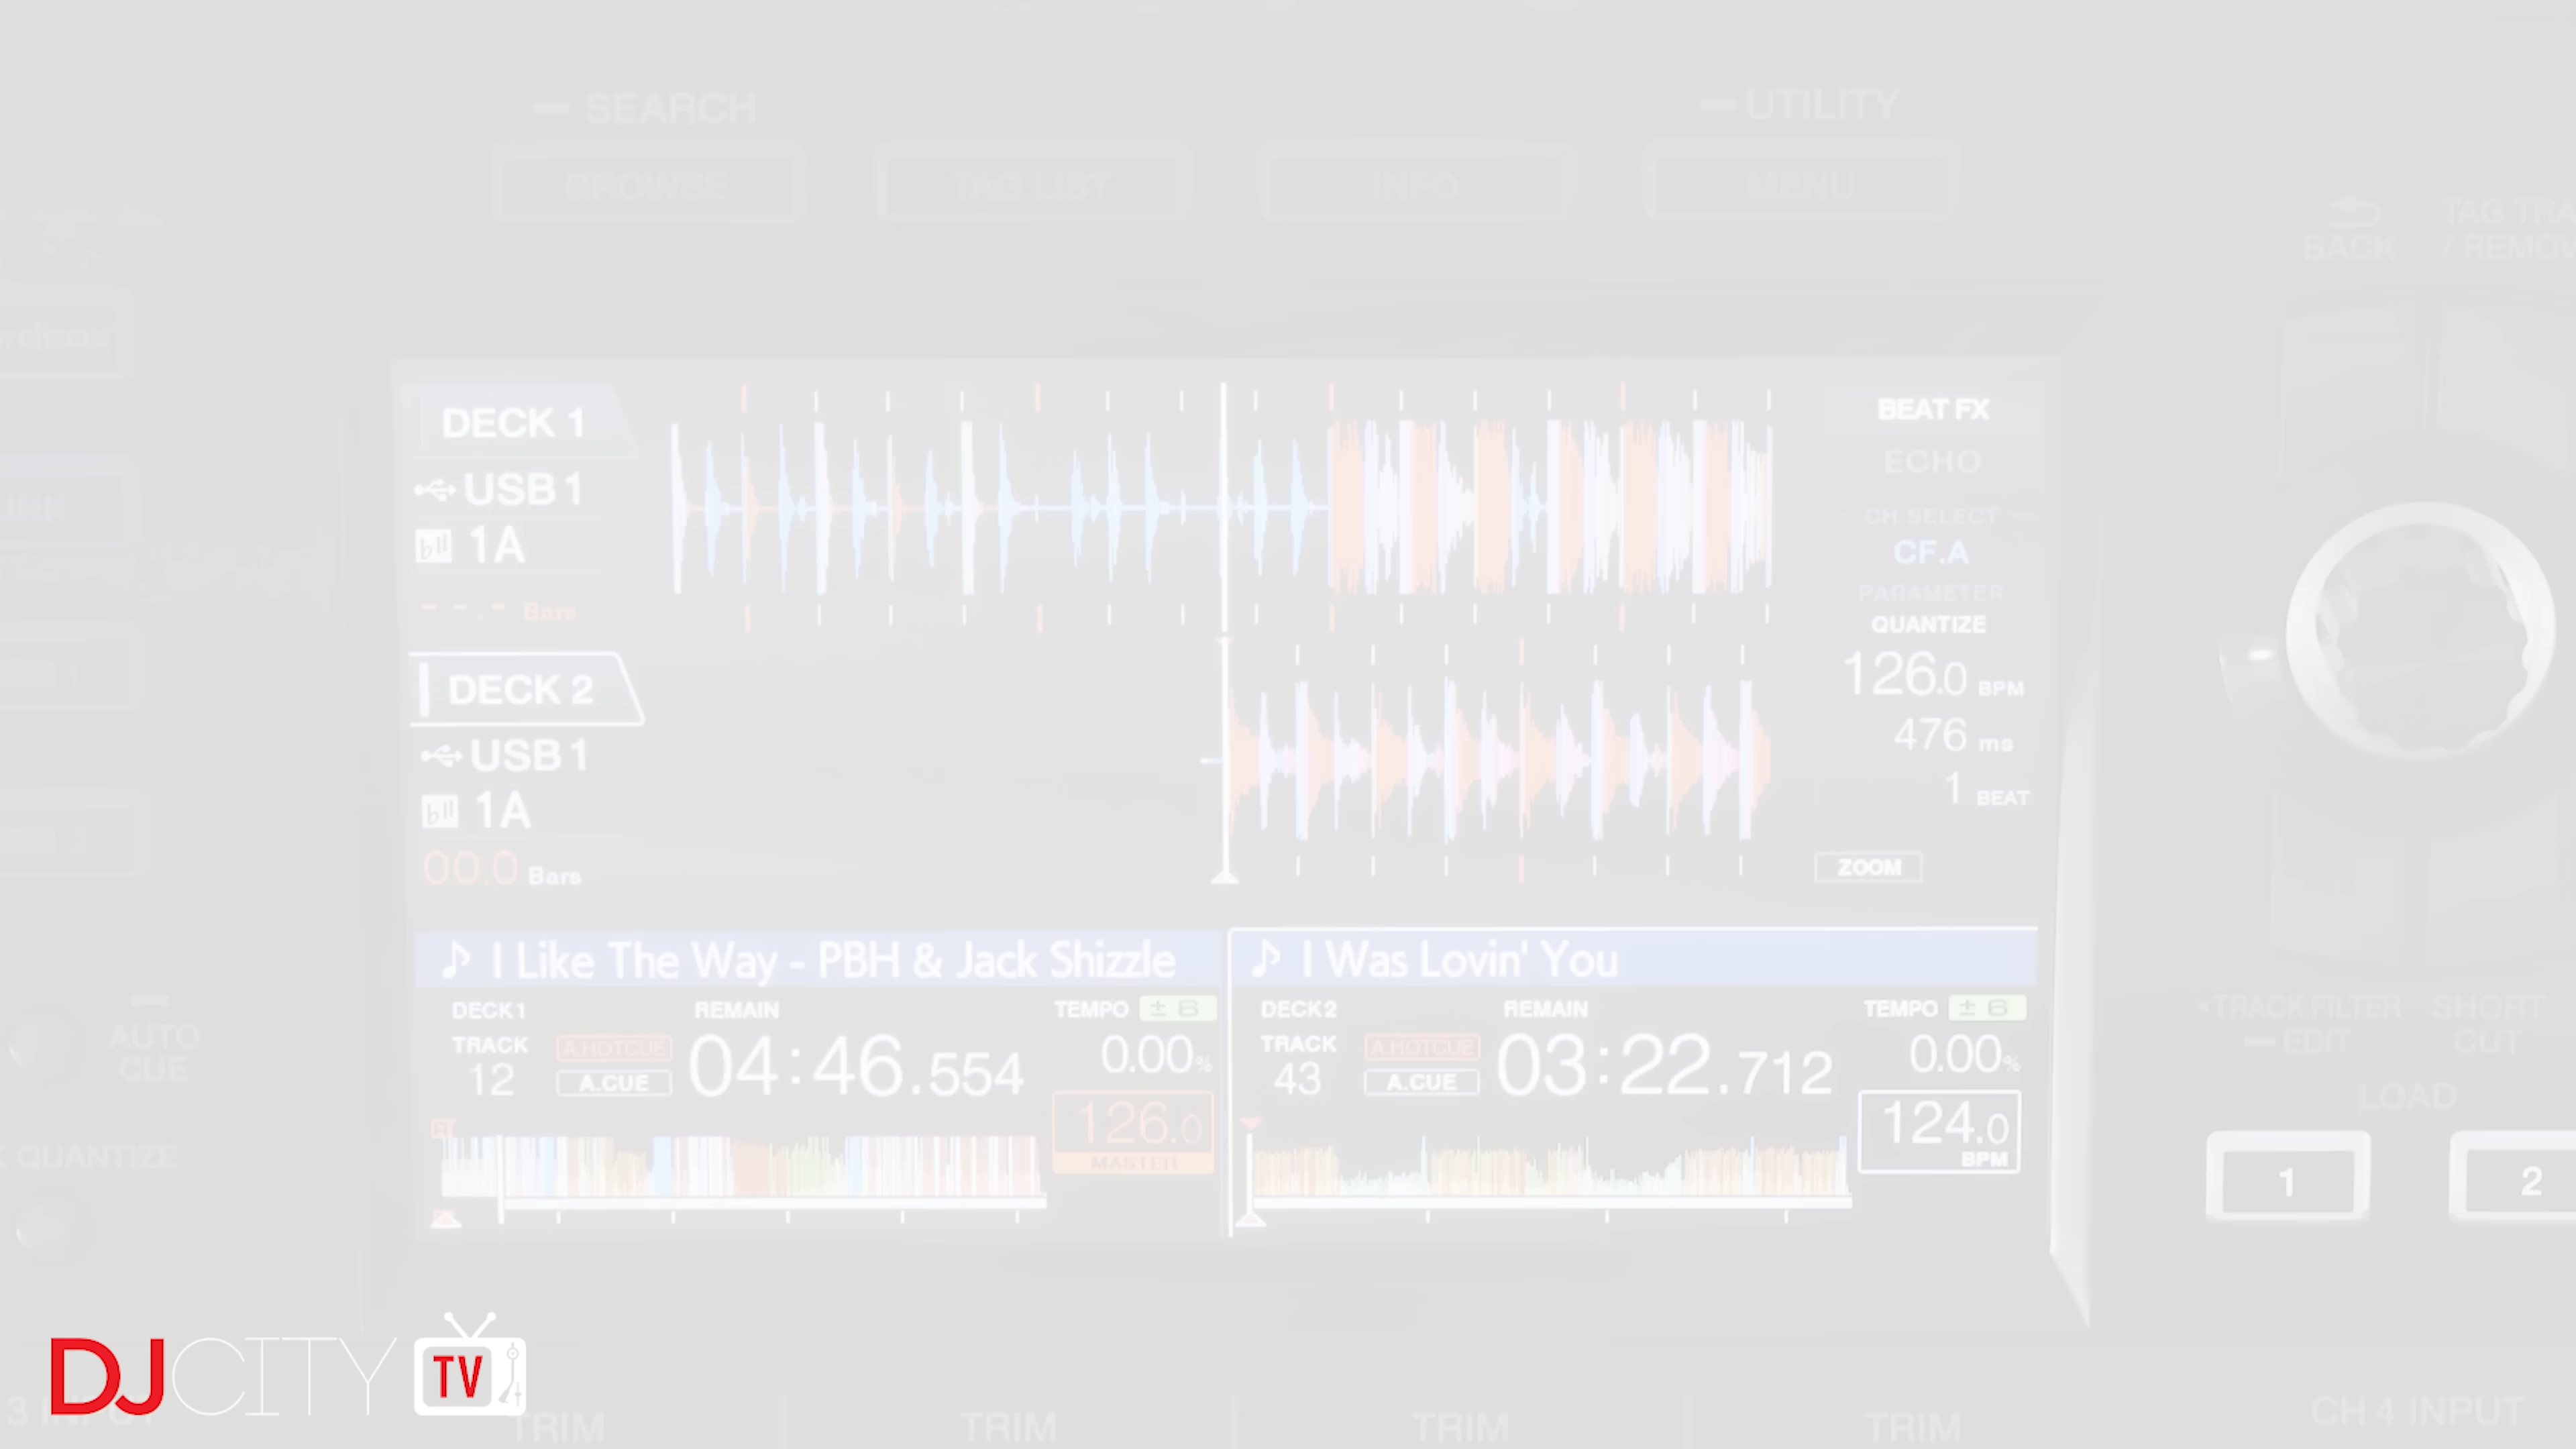 SEARCH
UTILITY
BROWSE
TAG LIST
INFO
MENU
BACK
DECK 1
USB 1
1A
--.- Bars
BEAT FX
ECHO
CH SELECT
CF.A
PARAMETER
QUANTIZE
126.0 BPM
476 ms
1 BEAT
ZOOM
DECK 2
USB 1
1A
00.0 Bars
I Like The Way - PBH & Jack Shizzle
DECK1 REMAIN TEMPO ±6
TRACK 12 A.HOTCUE A.CUE 04:46.554 0.00%
126.0
MASTER
I Was Lovin' You
DECK2 REMAIN TEMPO ±6
TRACK 43 A.HOTCUE A.CUE 03:22.712 0.00%
124.0
BPM
AUTO
CUE
QUANTIZE
TRACK FILTER
EDIT
SHORT
CUT
LOAD
1 2
DJCITY TV
3 INPUT
TRIM TRIM TRIM TRIM
CH 4 INPUT